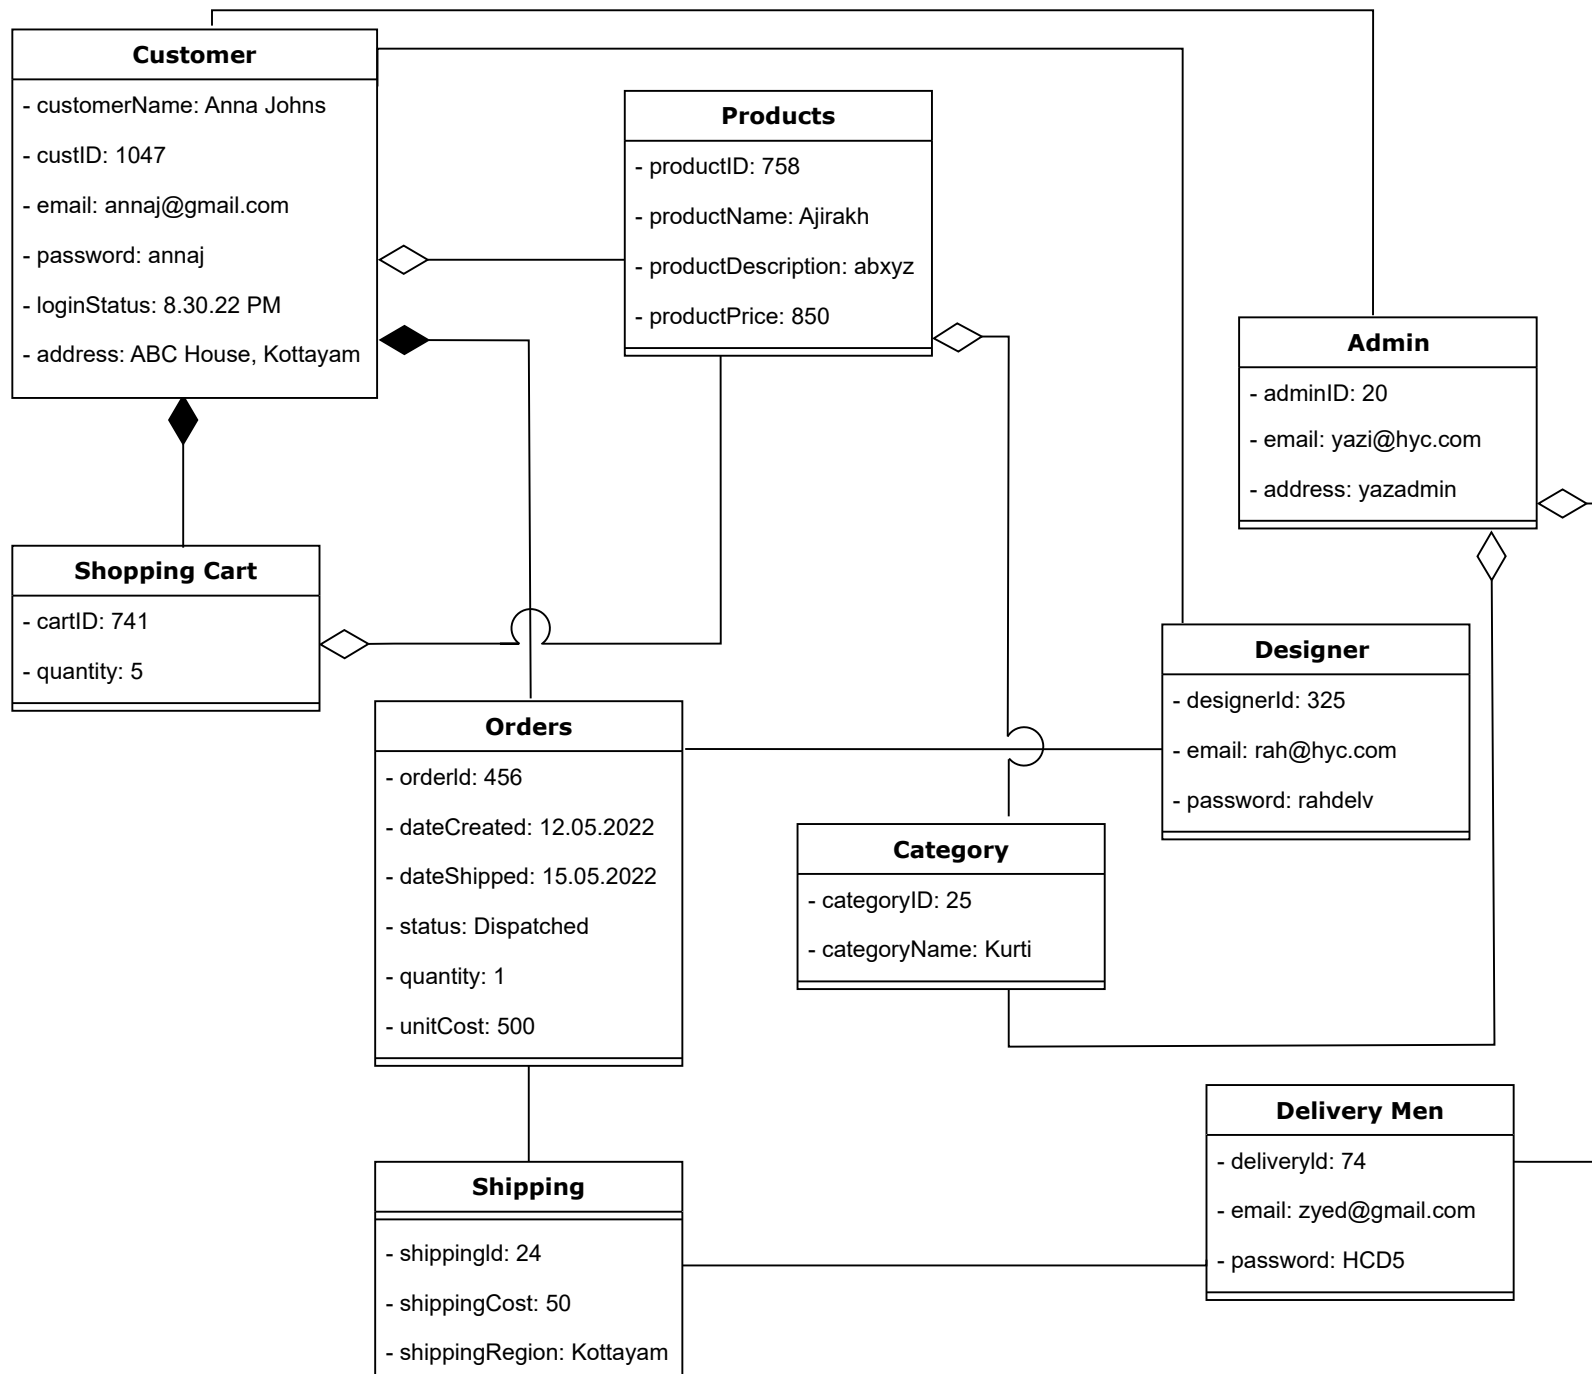 Customer
- customerName: Anna Johns
- custID: 1047
- email: annaj@gmail.com
- password: annaj
- loginStatus: 8.30.22 PM
- address: ABC House, Kottayam
Products
- productID: 758
- productName: Ajirakh
- productDescription: abxyz
- productPrice: 850
Admin
- adminID: 20
- email: yazi@hyc.com
- address: yazadmin
Shopping Cart
- cartID: 741
- quantity: 5
Designer
- designerId: 325
- email: rah@hyc.com
- password: rahdelv
Orders
- orderId: 456
- dateCreated: 12.05.2022
- dateShipped: 15.05.2022
- status: Dispatched
- quantity: 1
- unitCost: 500
Category
- categoryID: 25
- categoryName: Kurti
Delivery Men
- deliveryId: 74
- email: zyed@gmail.com
- password: HCD5
Shipping
- shippingId: 24
- shippingCost: 50
- shippingRegion: Kottayam